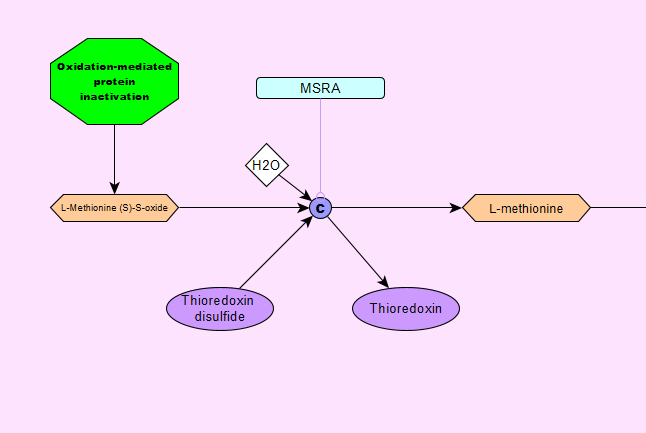 Oxidation-mediated
protein
inactivation
MSRA
H2O
L-Methionine (S)-S-oxide
C
L-methionine
Thioredoxin
disulfide
Thioredoxin